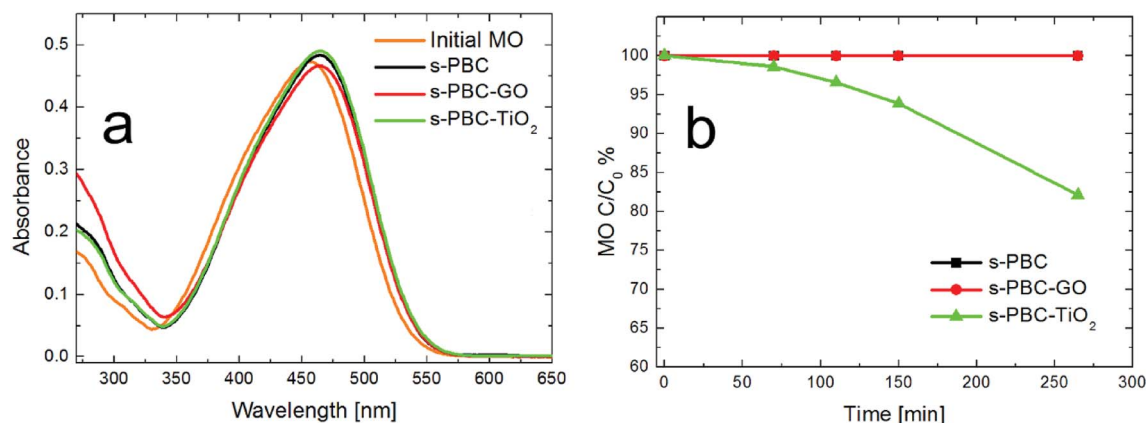 a
Initial MO
s-PBC
s-PBC-GO
s-PBC-TiO₂
Absorbance
0.5
0.4
0.3
0.2
0.1
0.0
300 350 400 450 500 550 600 650
Wavelength [nm]
b
MO C/C₀ %
100
95
90
85
80
75
70
65
60
s-PBC
s-PBC-GO
s-PBC-TiO₂
0 50 100 150 200 250 300
Time [min]